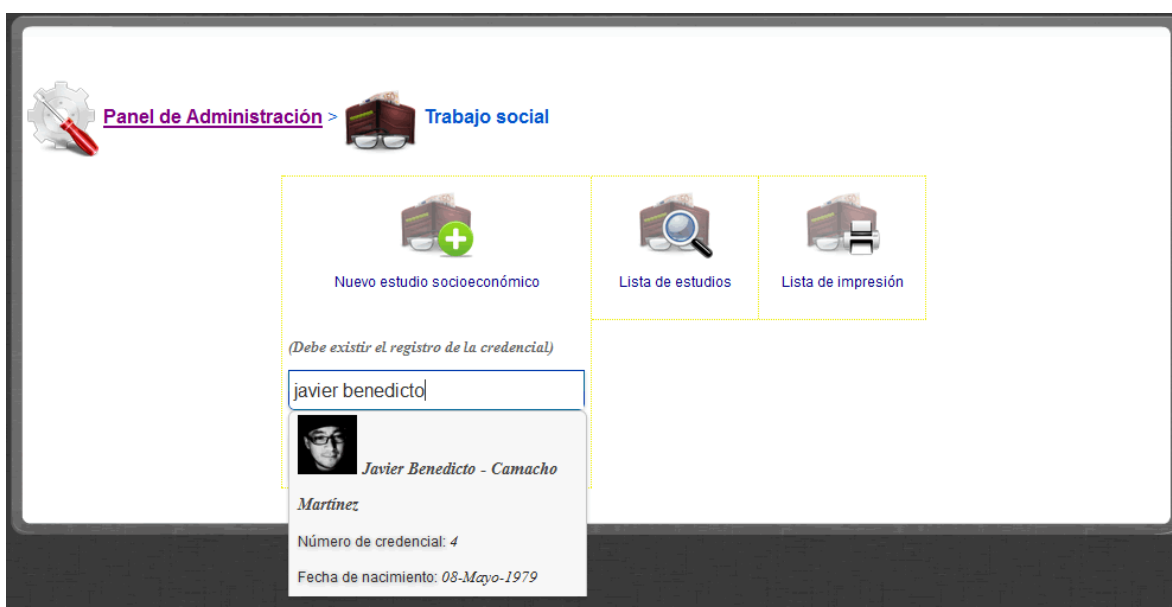 Panel de Administración > Trabajo social
Nuevo estudio socioeconómico
Lista de estudios
Lista de impresión
(Debe existir el registro de la credencial)
javier benedicto
Javier Benedicto - Camacho
Martínez
Número de credencial: 4
Fecha de nacimiento: 08-Mayo-1979